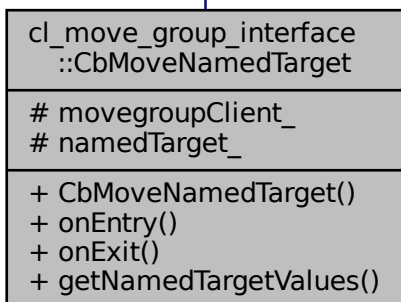 cl_move_group_interface
::CbMoveNamedTarget
# movegroupClient_
# namedTarget_
+ CbMoveNamedTarget()
+ onEntry()
+ onExit()
+ getNamedTargetValues()